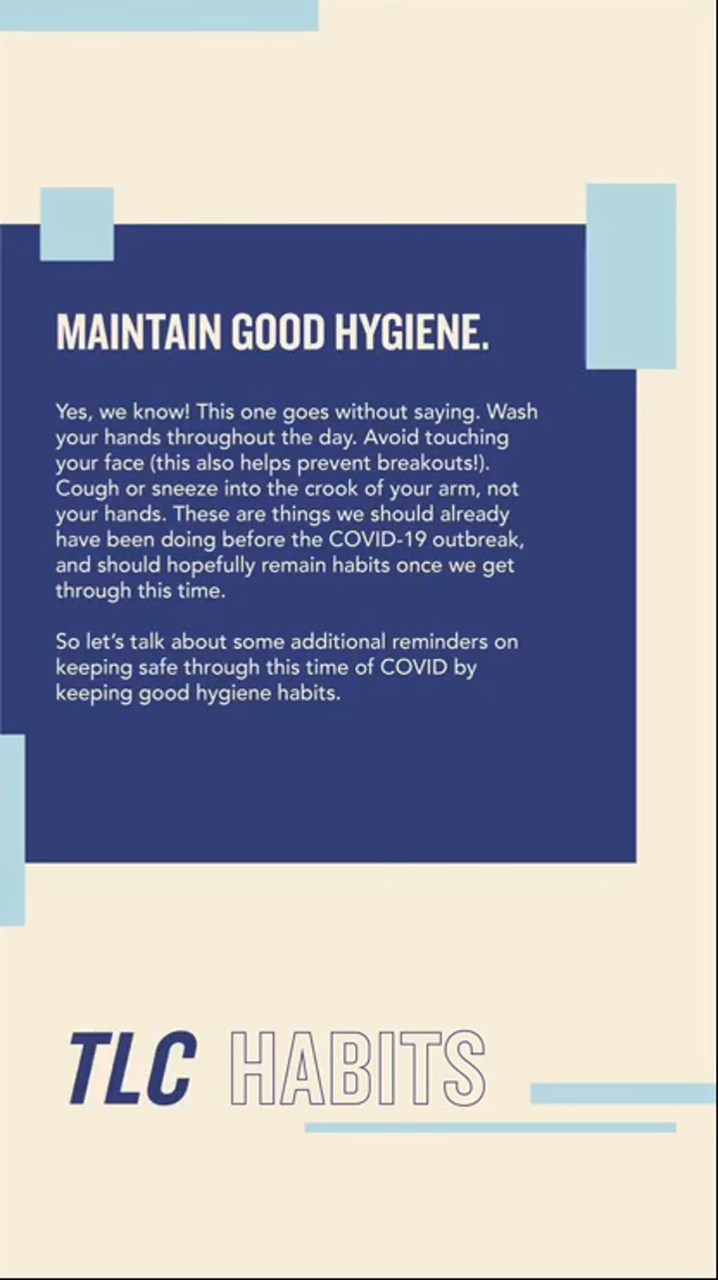 MAINTAIN GOOD HYGIENE.
Yes, we know! This one goes without saying. Wash
your hands throughout the day. Avoid touching
your face (this also helps prevent breakouts!).
Cough or sneeze into the crook of your arm, not
your hands. These are things we should already
have been doing before the COVID-19 outbreak,
and should hopefully remain habits once we get
through this time.
So let’s talk about some additional reminders on
keeping safe through this time of COVID by
keeping good hygiene habits.
TLC HABITS